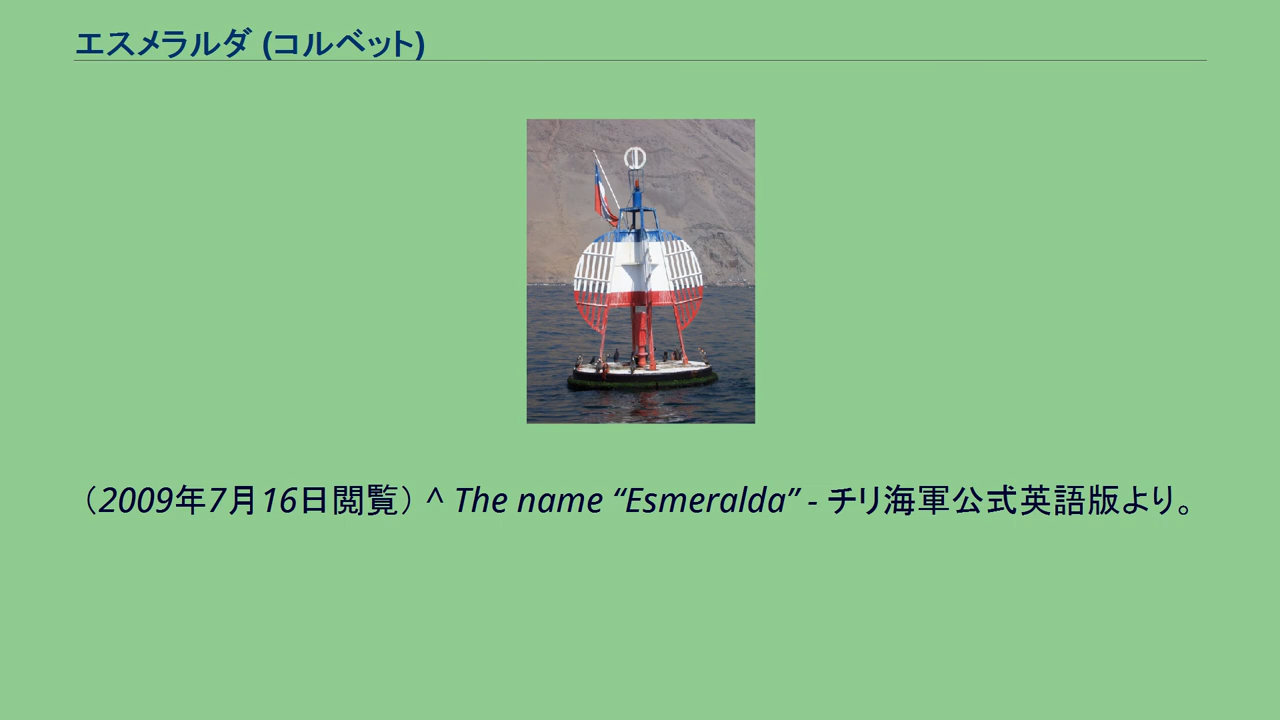 エスメラルダ (コルベット)
（2009年7月16日閲覧）^ The name “Esmeralda” - チリ海軍公式英語版より。